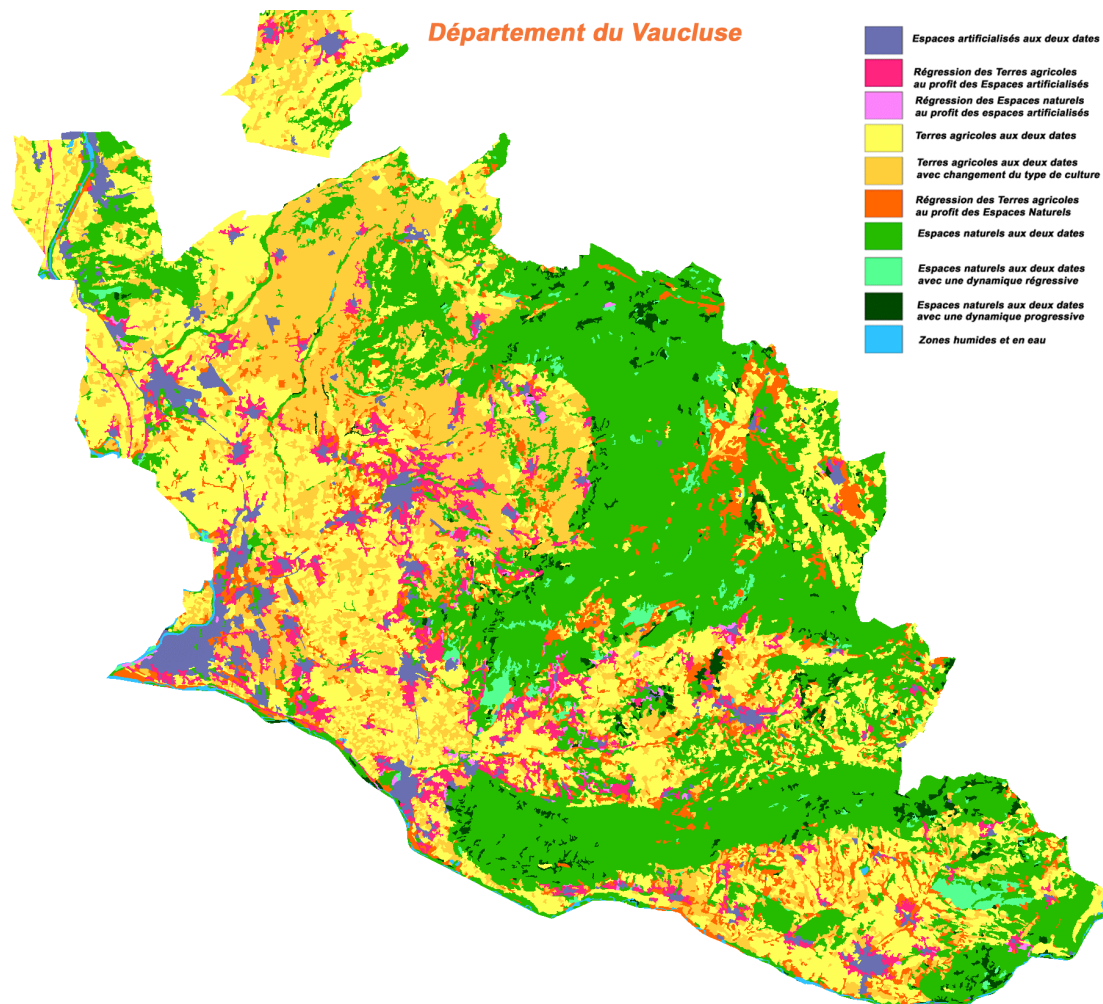 Département du Vaucluse
Espaces artificialisés aux deux dates
Régression des Terres agricoles
au profit des Espaces artificialisés
Régression des Espaces naturels
au profit des espaces artificialisés
Terres agricoles aux deux dates
Terres agricoles aux deux dates
avec changement du type de culture
Régression des Terres agricoles
au profit des Espaces Naturels
Espaces naturels aux deux dates
Espaces naturels aux deux dates
avec une dynamique régressive
Espaces naturels aux deux dates
avec une dynamique progressive
Zones humides et en eau